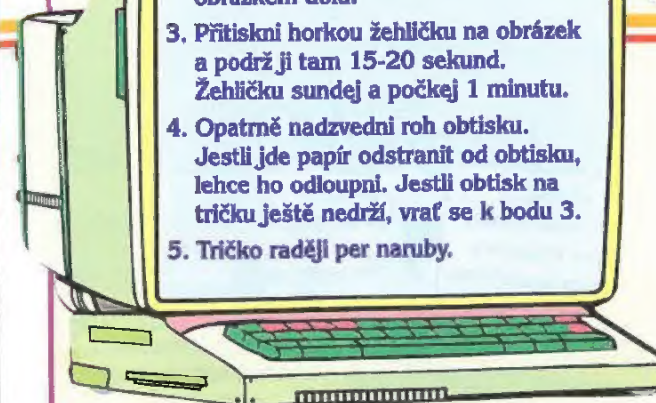 obrázkem dolů.
3. Přitiskni horkou žehličku na obrázek
a podrž ji tam 15-20 sekund.
Žehličku sundej a počkej 1 minutu.
4. Opatrně nadzvedni roh obtisku.
Jestli jde papír odstranit od obtisku,
lehce ho odloupni. Jestli obtisk na
tričku ještě nedrží, vrať se k bodu 3.
5. Tričko raději per naruby.